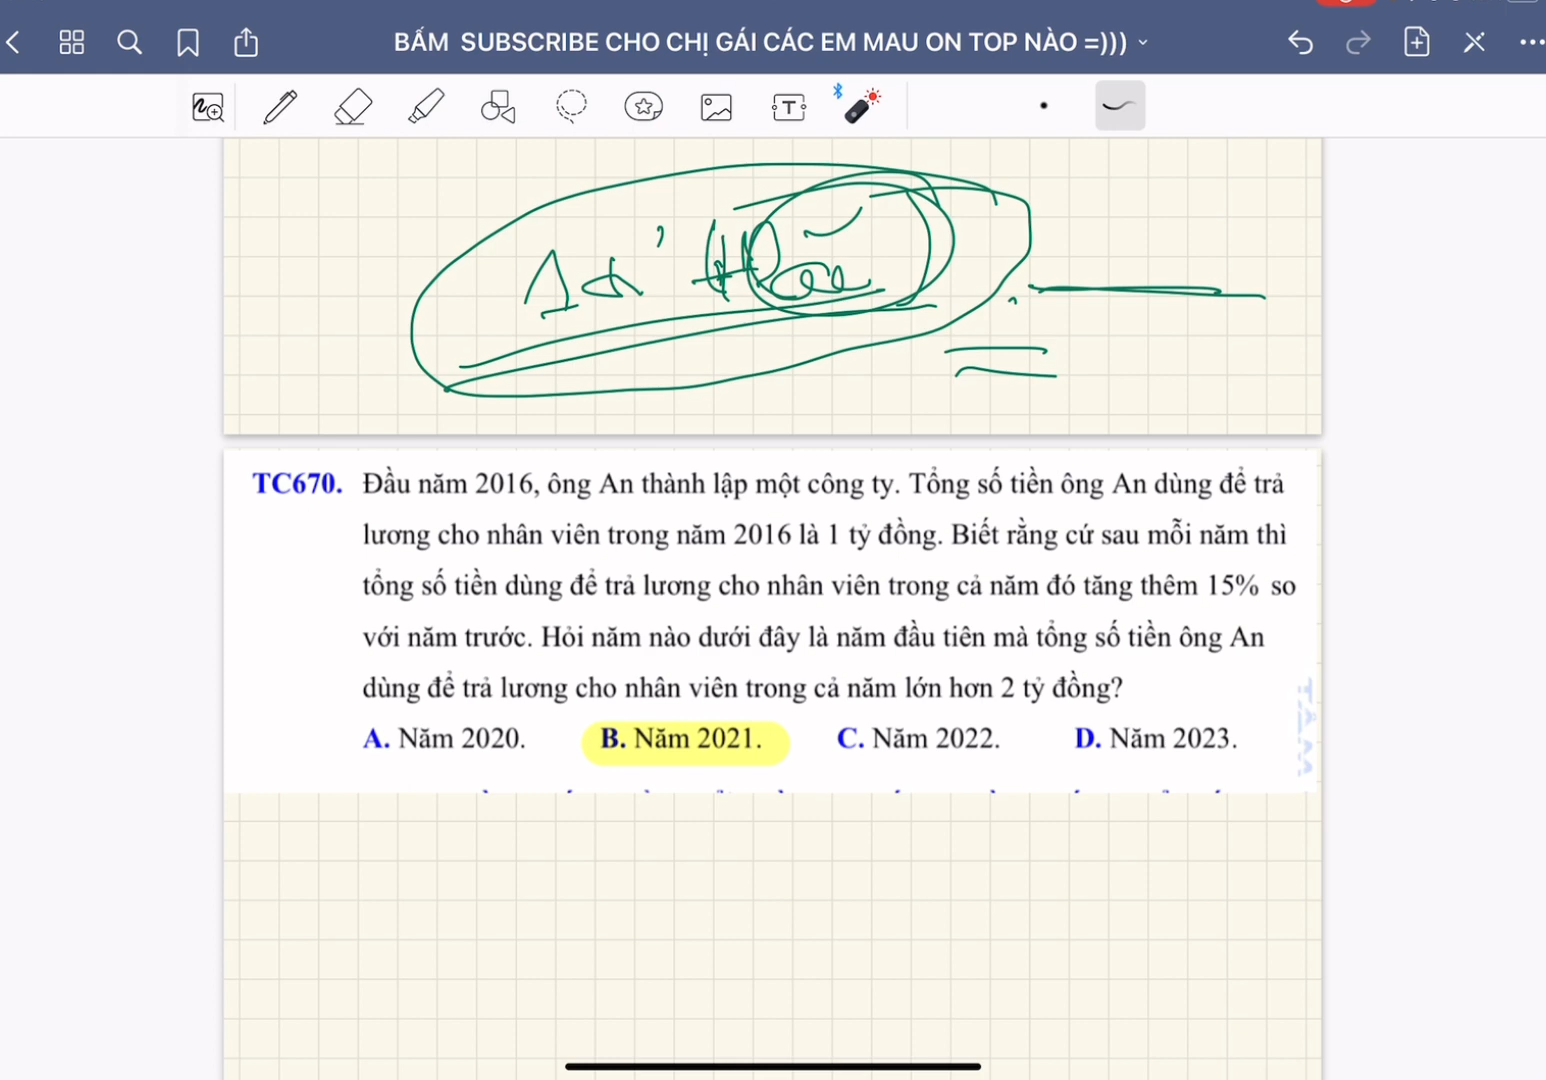 BẤM SUBSCRIBE CHO CHỊ GÁI CÁC EM MAU ON TOP NÀO =)))
T
TC670. Đầu năm 2016, ông An thành lập một công ty. Tổng số tiền ông An dùng để trả
lương cho nhân viên trong năm 2016 là 1 tỷ đồng. Biết rằng cứ sau mỗi năm thì
tổng số tiền dùng để trả lương cho nhân viên trong cả năm đó tăng thêm 15% so
với năm trước. Hỏi năm nào dưới đây là năm đầu tiên mà tổng số tiền ông An
dùng để trả lương cho nhân viên trong cả năm lớn hơn 2 tỷ đồng?
A. Năm 2020. B. Năm 2021. C. Năm 2022. D. Năm 2023.